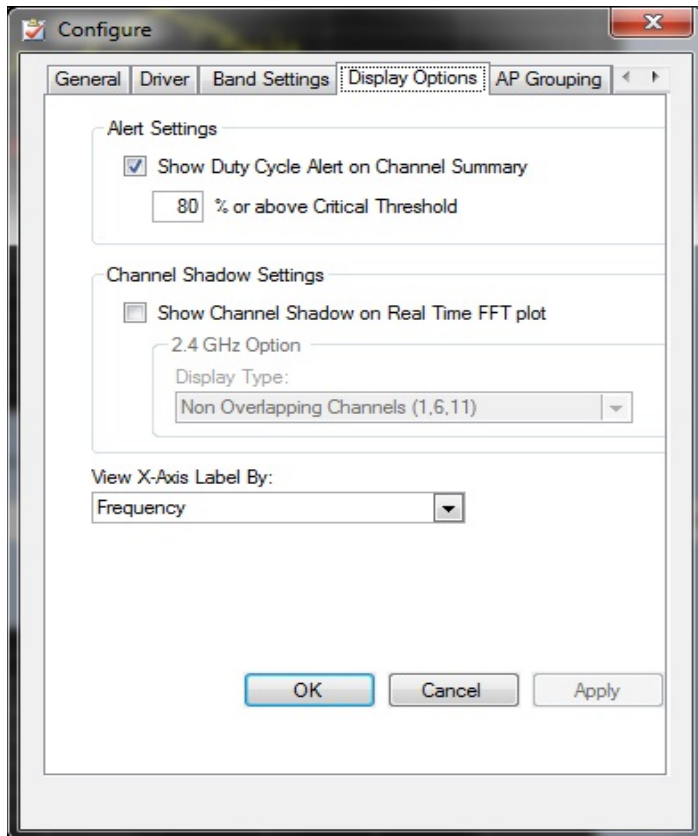 Configure
General Driver Band Settings Display Options AP Grouping
Alert Settings
Show Duty Cycle Alert on Channel Summary
80 % or above Critical Threshold
Channel Shadow Settings
Show Channel Shadow on Real Time FFT plot
2.4 GHz Option
Display Type:
Non Overlapping Channels (1,6,11)
View X-Axis Label By:
Frequency
OK Cancel Apply